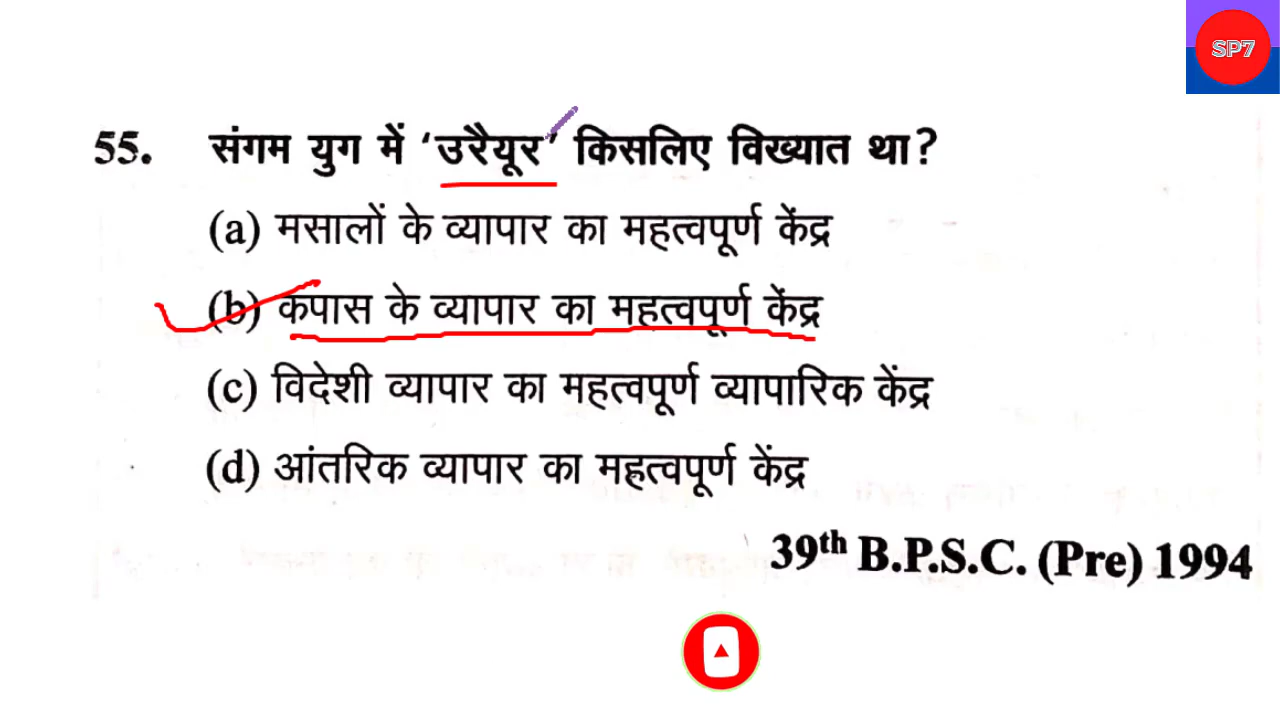 SP7
55. संगम युग में ‘उरैयूर’ किसलिए विख्यात था?
(a) मसालों के व्यापार का महत्वपूर्ण केंद्र
(b) कपास के व्यापार का महत्वपूर्ण केंद्र
(c) विदेशी व्यापार का महत्वपूर्ण व्यापारिक केंद्र
(d) आंतरिक व्यापार का महत्वपूर्ण केंद्र
39th B.P.S.C. (Pre) 1994